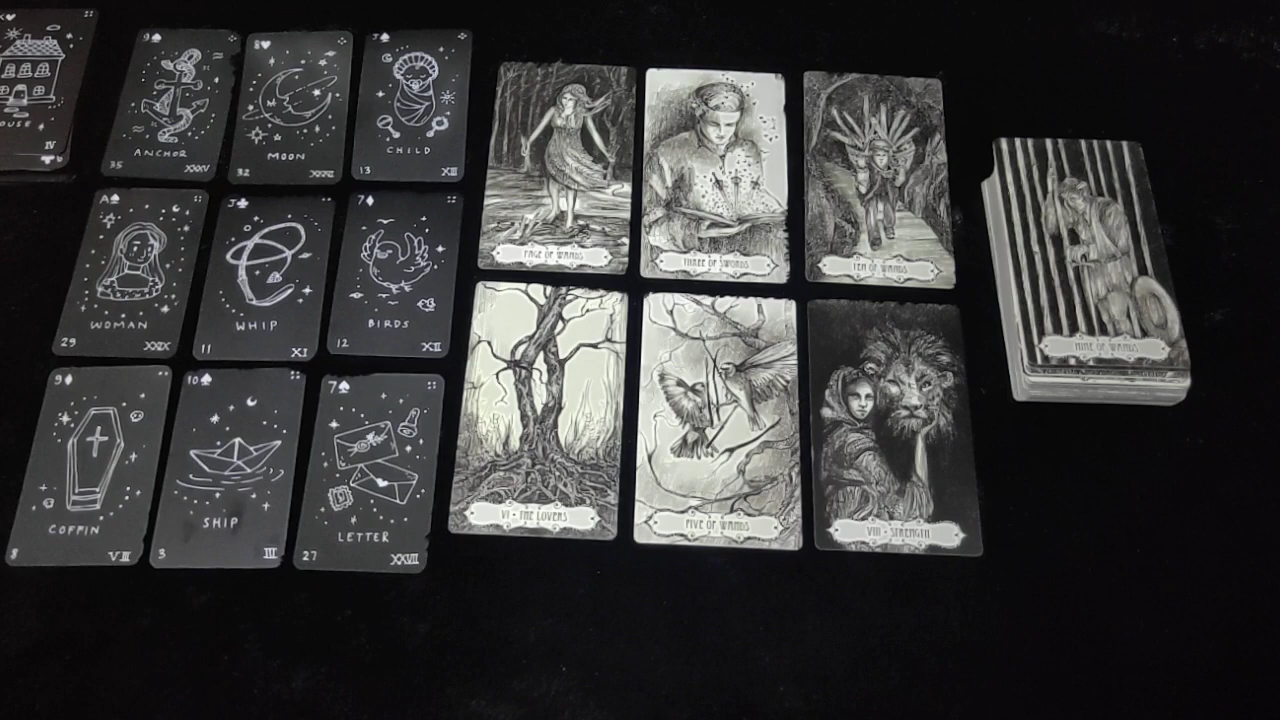 K
OUSE
IV
9
ANCHOR
35 XXXV
8
MOON
32 XXXII
J
CHILD
13 XIII
A
WOMAN
29 XXIX
J
WHIP
11 XI
7
BIRDS
12 XII
9
COFFIN
8 VIII
10
SHIP
3 III
7
LETTER
27 XXVII
PAGE OF WANDS
THREE OF SWORDS
TEN OF WANDS
VI • THE LOVERS
FIVE OF WANDS
VIII • STRENGTH
NINE OF WANDS